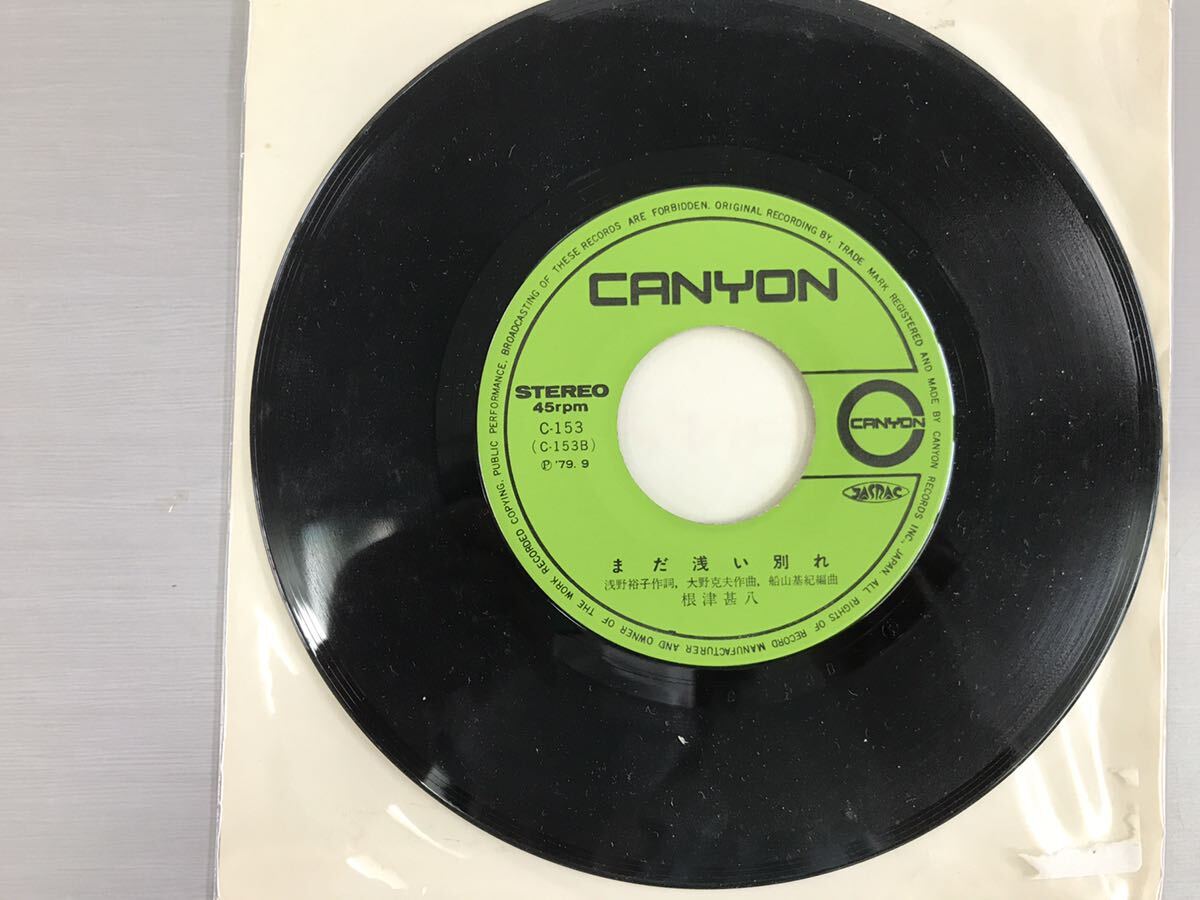 CANYON
STEREO
45rpm
C-153
(C-153B)
Ⓟ '79. 9
CANYON
JASRAC
まだ浅い別れ
浅野裕子作詞, 大野克夫作曲, 船山基紀編曲
根津甚八
ORIGINAL RECORDING BY, TRADE MARK REGISTERED AND MADE BY CANYON RECORDS INC., JAPAN. ALL RIGHTS OF RECORD MANUFACTURER AND OWNER OF THE WORK RECORDED COPYING, PUBLIC PERFORMANCE, BROADCASTING OF THESE RECORDS ARE FORBIDDEN.